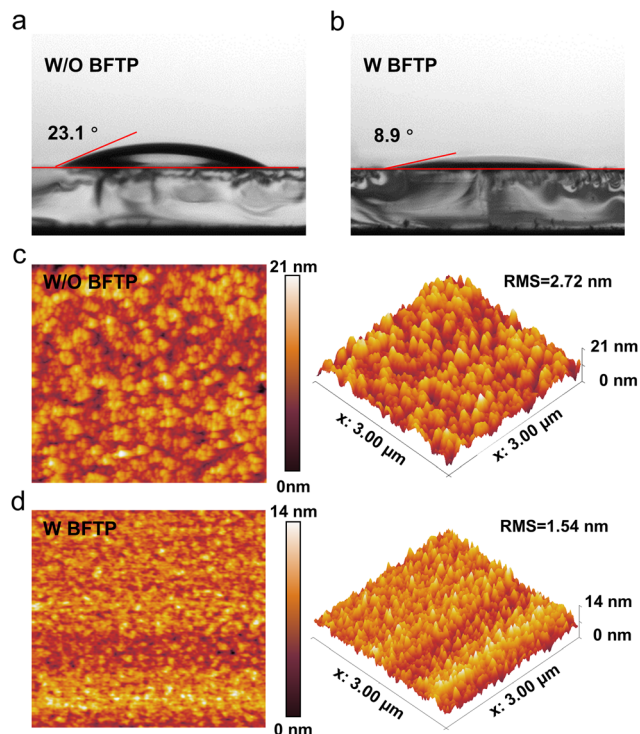 a
W/O BFTP
23.1 °
b
W BFTP
8.9 °
c
W/O BFTP
21 nm
0nm
RMS=2.72 nm
21 nm
0 nm
x: 3.00 µm
x: 3.00 µm
d
W BFTP
14 nm
0 nm
RMS=1.54 nm
14 nm
0 nm
x: 3.00 µm
x: 3.00 µm